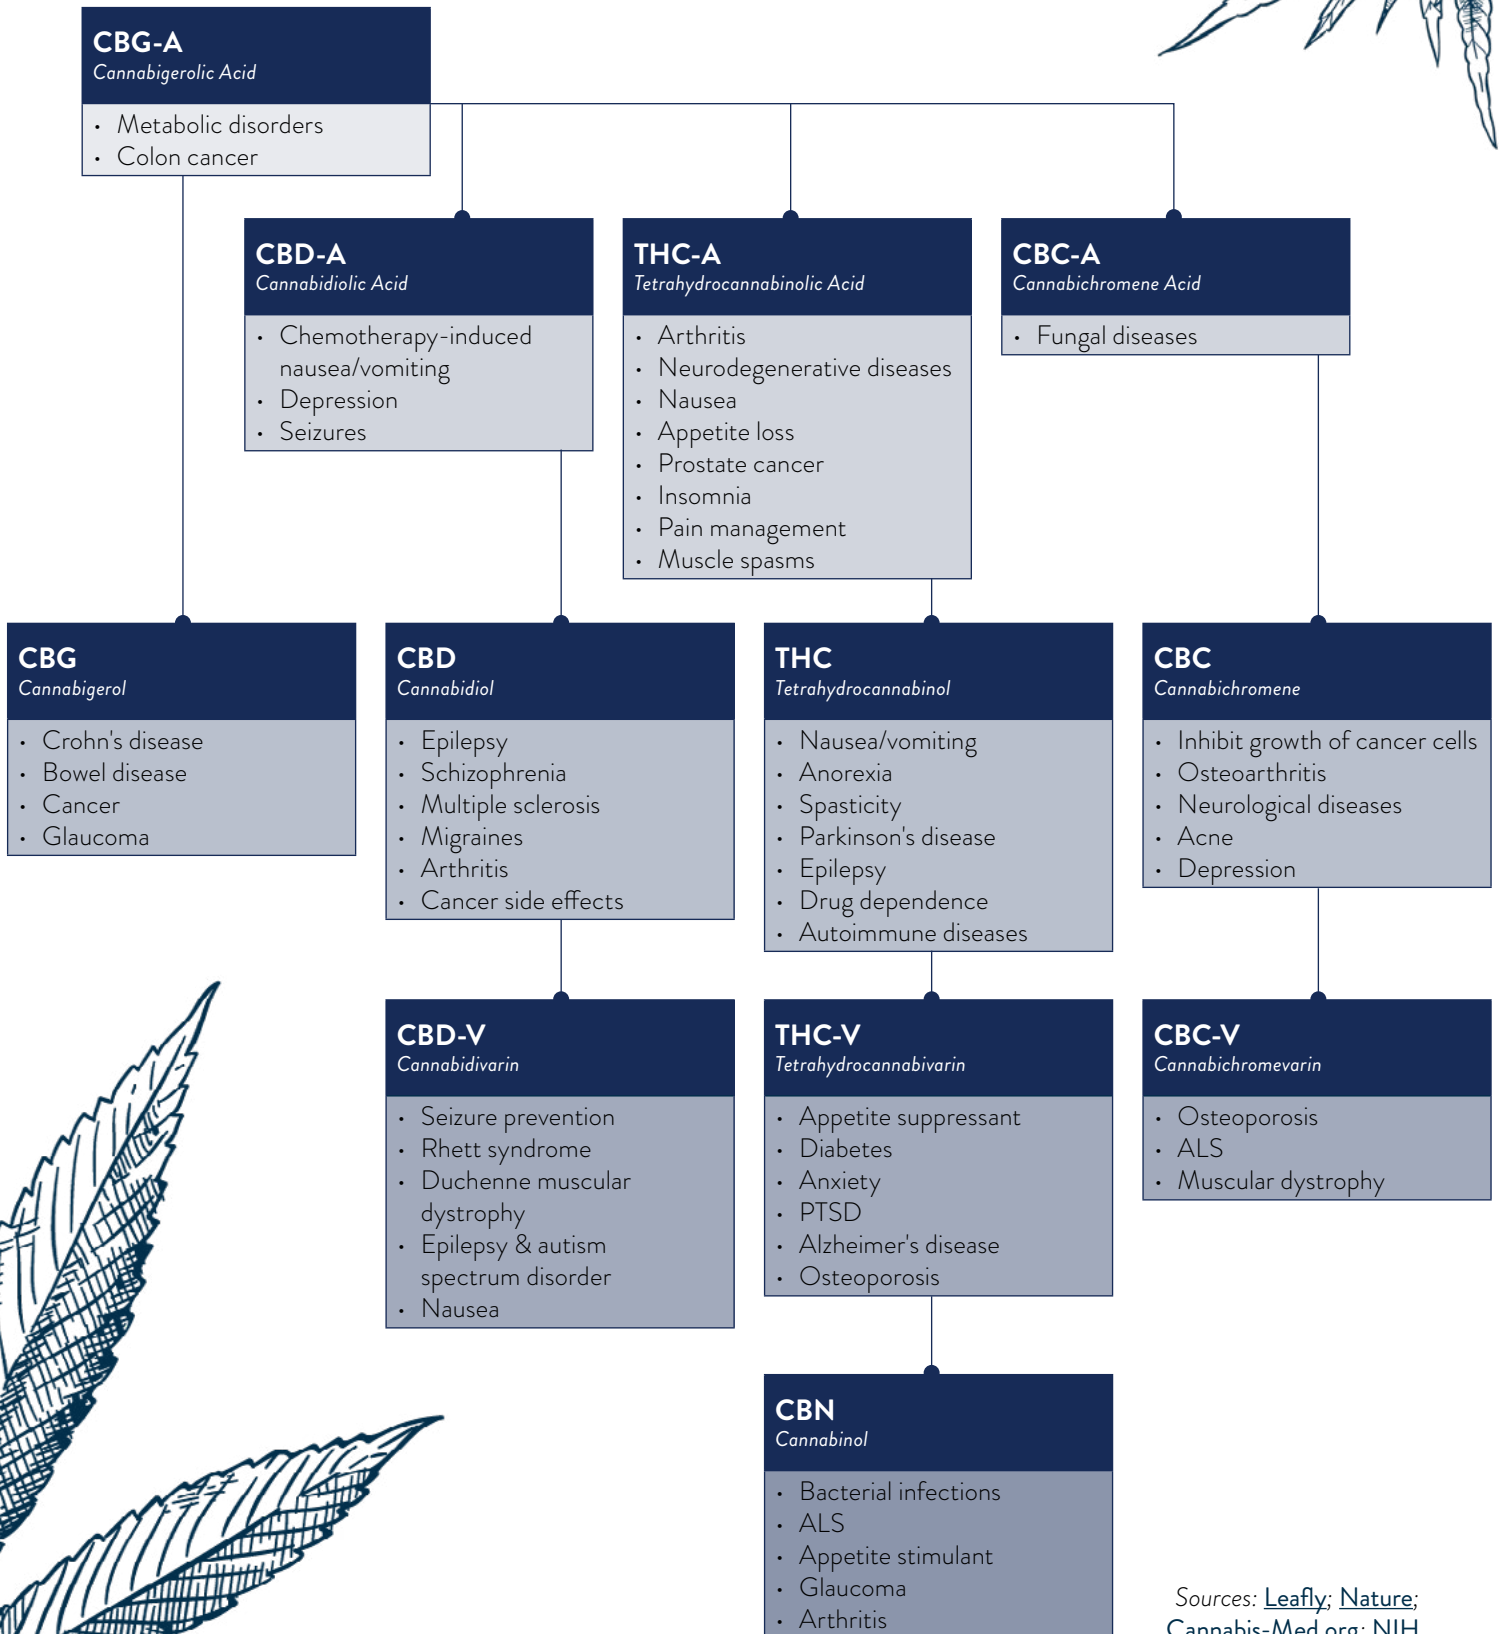 CBG-A
Cannabigerolic Acid
• Metabolic disorders
• Colon cancer
CBD-A
Cannabidiolic Acid
• Chemotherapy-induced
nausea/vomiting
• Depression
• Seizures
THC-A
Tetrahydrocannabinolic Acid
• Arthritis
• Neurodegenerative diseases
• Nausea
• Appetite loss
• Prostate cancer
• Insomnia
• Pain management
• Muscle spasms
CBC-A
Cannabichromene Acid
• Fungal diseases
CBG
Cannabigerol
• Crohn's disease
• Bowel disease
• Cancer
• Glaucoma
CBD
Cannabidiol
• Epilepsy
• Schizophrenia
• Multiple sclerosis
• Migraines
• Arthritis
• Cancer side effects
THC
Tetrahydrocannabinol
• Nausea/vomiting
• Anorexia
• Spasticity
• Parkinson's disease
• Epilepsy
• Drug dependence
• Autoimmune diseases
CBC
Cannabichromene
• Inhibit growth of cancer cells
• Osteoarthritis
• Neurological diseases
• Acne
• Depression
CBD-V
Cannabidivarin
• Seizure prevention
• Rhett syndrome
• Duchenne muscular
dystrophy
• Epilepsy & autism
spectrum disorder
• Nausea
THC-V
Tetrahydrocannabivarin
• Appetite suppressant
• Diabetes
• Anxiety
• PTSD
• Alzheimer's disease
• Osteoporosis
CBC-V
Cannabichromevarin
• Osteoporosis
• ALS
• Muscular dystrophy
CBN
Cannabinol
• Bacterial infections
• ALS
• Appetite stimulant
• Glaucoma
• Arthritis
Sources: Leafly; Nature;
Cannabis-Med.org; NIH